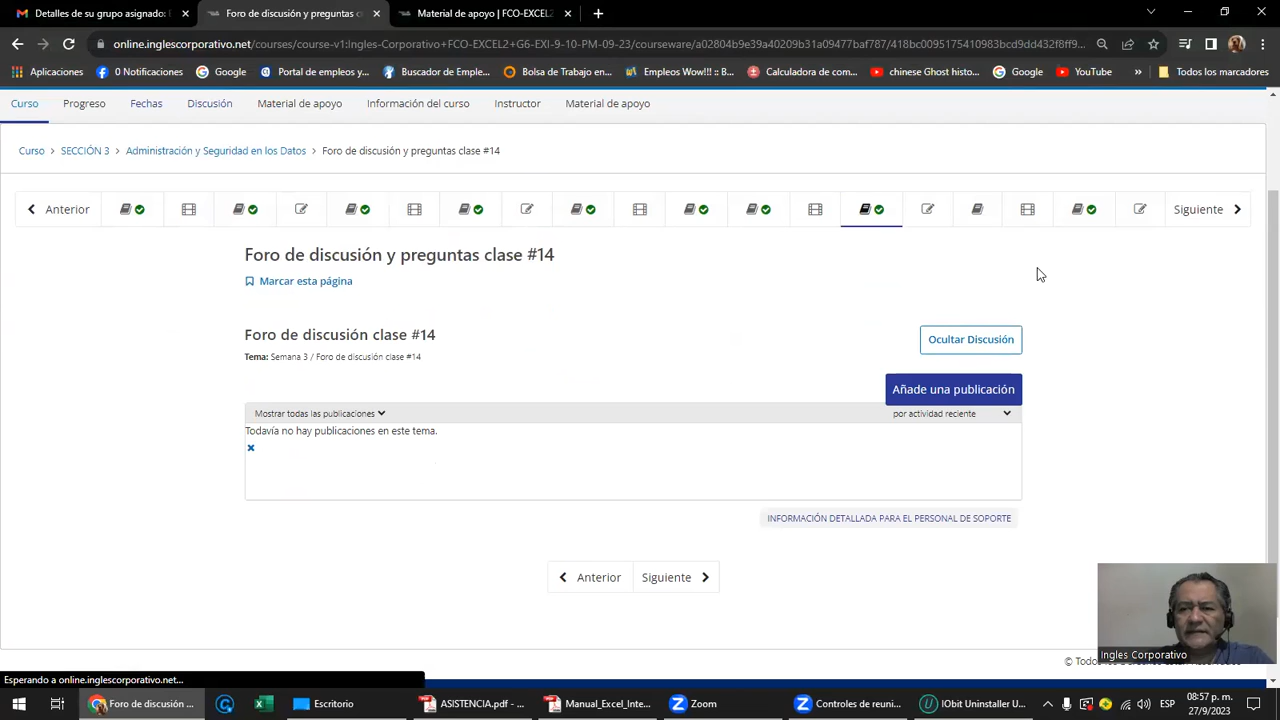 Detalles de su grupo asignado:
Foro de discusión y preguntas c
Material de apoyo | FCO-EXCEL2
online.inglescorporativo.net/courses/course-v1:Ingles-Corporativo+FCO-EXCEL2+G6-EXI-9-10-PM-09-23/courseware/a02804b9e39a40209b31a09477baf787/418bc0095175410983bcd9dd432f8ff9...
Aplicaciones
0 Notificaciones
Google
Portal de empleos y...
Buscador de Emple...
Bolsa de Trabajo en...
Empleos Wow!!! :: B...
Calculadora de com...
chinese Ghost histo...
Google
YouTube
»
Todos los marcadores
Curso
Progreso
Fechas
Discusión
Material de apoyo
Información del curso
Instructor
Material de apoyo
Curso > SECCIÓN 3 > Administración y Seguridad en los Datos > Foro de discusión y preguntas clase #14
Anterior
Siguiente
Foro de discusión y preguntas clase #14
Marcar esta página
Foro de discusión clase #14
Ocultar Discusión
Tema: Semana 3 / Foro de discusión clase #14
Añade una publicación
Mostrar todas las publicaciones
por actividad reciente
Todavía no hay publicaciones en este tema.
INFORMACIÓN DETALLADA PARA EL PERSONAL DE SOPORTE
Anterior
Siguiente
Ingles Corporativo
Esperando a online.inglescorporativo.net...
Foro de discusión ...
Escritorio
ASISTENCIA.pdf - ...
Manual_Excel_Inte...
Zoom
Controles de reuni...
IObit Uninstaller U...
ESP
08:57 p. m.
27/9/2023